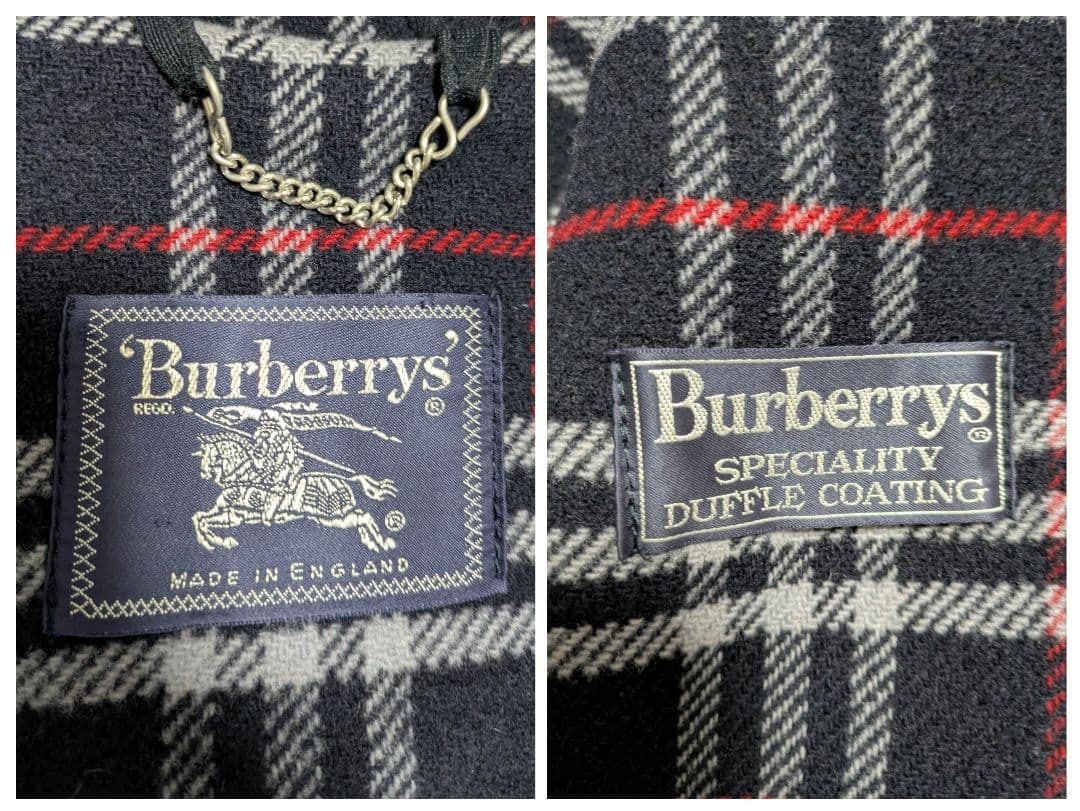 ‘Burberrys’®
REGD.
®
MADE IN ENGLAND
Burberrys®
SPECIALITY
DUFFLE COATING